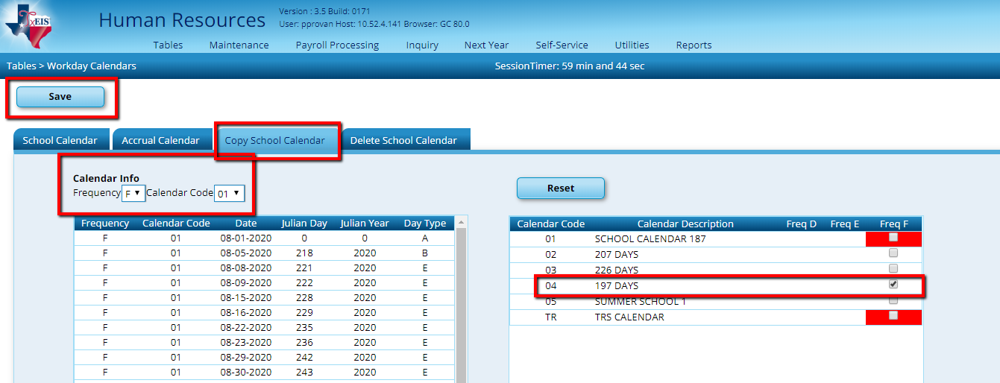 TxEIS
Human Resources
Version : 3.5 Build: 0171
User: pprovan Host: 10.52.4.141 Browser: GC 80.0
Tables Maintenance Payroll Processing Inquiry Next Year Self-Service Utilities Reports
Tables > Workday Calendars
SessionTimer: 59 min and 44 sec
Save
School Calendar Accrual Calendar Copy School Calendar Delete School Calendar
Calendar Info
Frequency F Calendar Code 01
Frequency Calendar Code Date Julian Day Julian Year Day Type
F 01 08-01-2020 0 0 A
F 01 08-05-2020 218 2020 B
F 01 08-08-2020 221 2020 E
F 01 08-09-2020 222 2020 E
F 01 08-15-2020 228 2020 E
F 01 08-16-2020 229 2020 E
F 01 08-22-2020 235 2020 E
F 01 08-23-2020 236 2020 E
F 01 08-29-2020 242 2020 E
F 01 08-30-2020 243 2020 E
Reset
Calendar Code Calendar Description Freq D Freq E Freq F
01 SCHOOL CALENDAR 187
02 207 DAYS
03 226 DAYS
04 197 DAYS
05 SUMMER SCHOOL 1
TR TRS CALENDAR